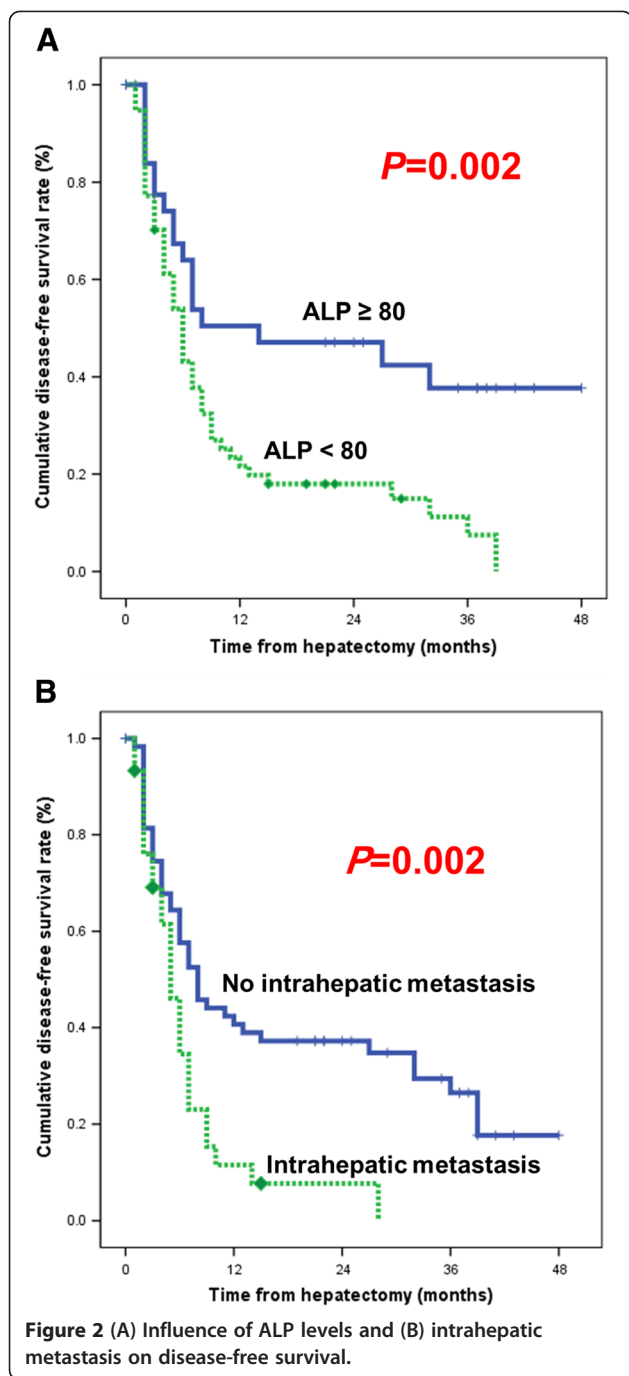 A
Cumulative disease-free survival rate (%)
1.0
0.8
0.6
0.4
0.2
0.0
P=0.002
ALP ≥ 80
ALP < 80
0 12 24 36 48
Time from hepatectomy (months)
B
Cumulative disease-free survival rate (%)
1.0
0.8
0.6
0.4
0.2
0.0
P=0.002
No intrahepatic metastasis
Intrahepatic metastasis
0 12 24 36 48
Time from hepatectomy (months)
Figure 2 (A) Influence of ALP levels and (B) intrahepatic
metastasis on disease-free survival.